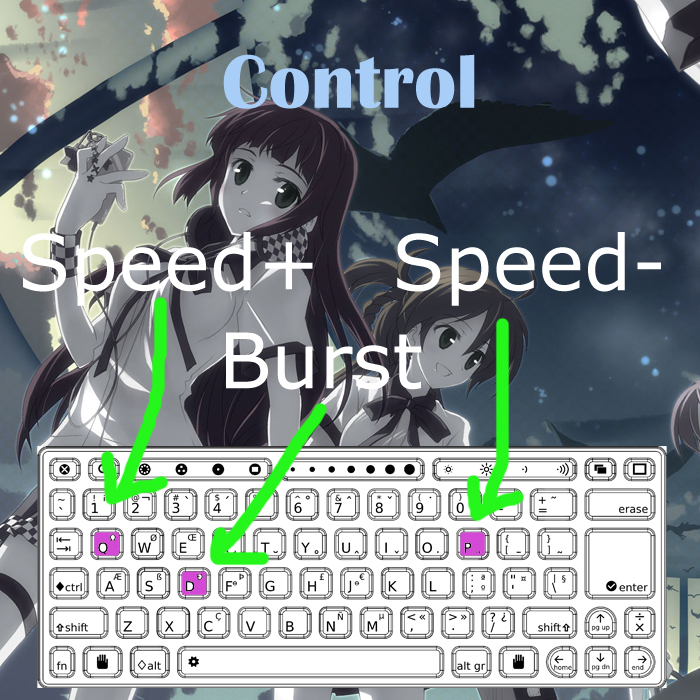 Control
Speed+ Speed-
Burst
~ ` 1 ! 2 @ ¬ 3 # 4 $ 6 ^ ° 7 & 8 * 9 ( 0 ) + = ~ erase
Q W Ø E Œ T Y U I O P { [ } ] ~
◆ctrl A Æ S ß D F ª Þ G H £ J º € K L : ; " ' | \ § enter
⇧shift Z X C Ç V B N Ñ M µ < , « > . » ? / ¿ shift⇧ pg up ÷ ×
fn ◇alt alt gr home pg dn end